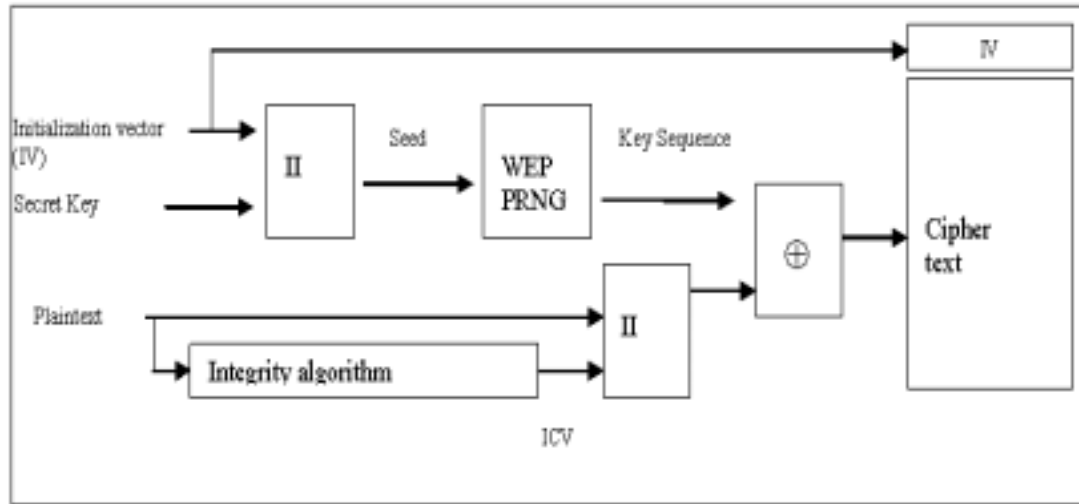 IV
Initialization vector
(IV)
Secret Key
II
Seed
WEP
PRNG
Key Sequence
⊕
Cipher
text
Plaintext
II
Integrity algorithm
ICV